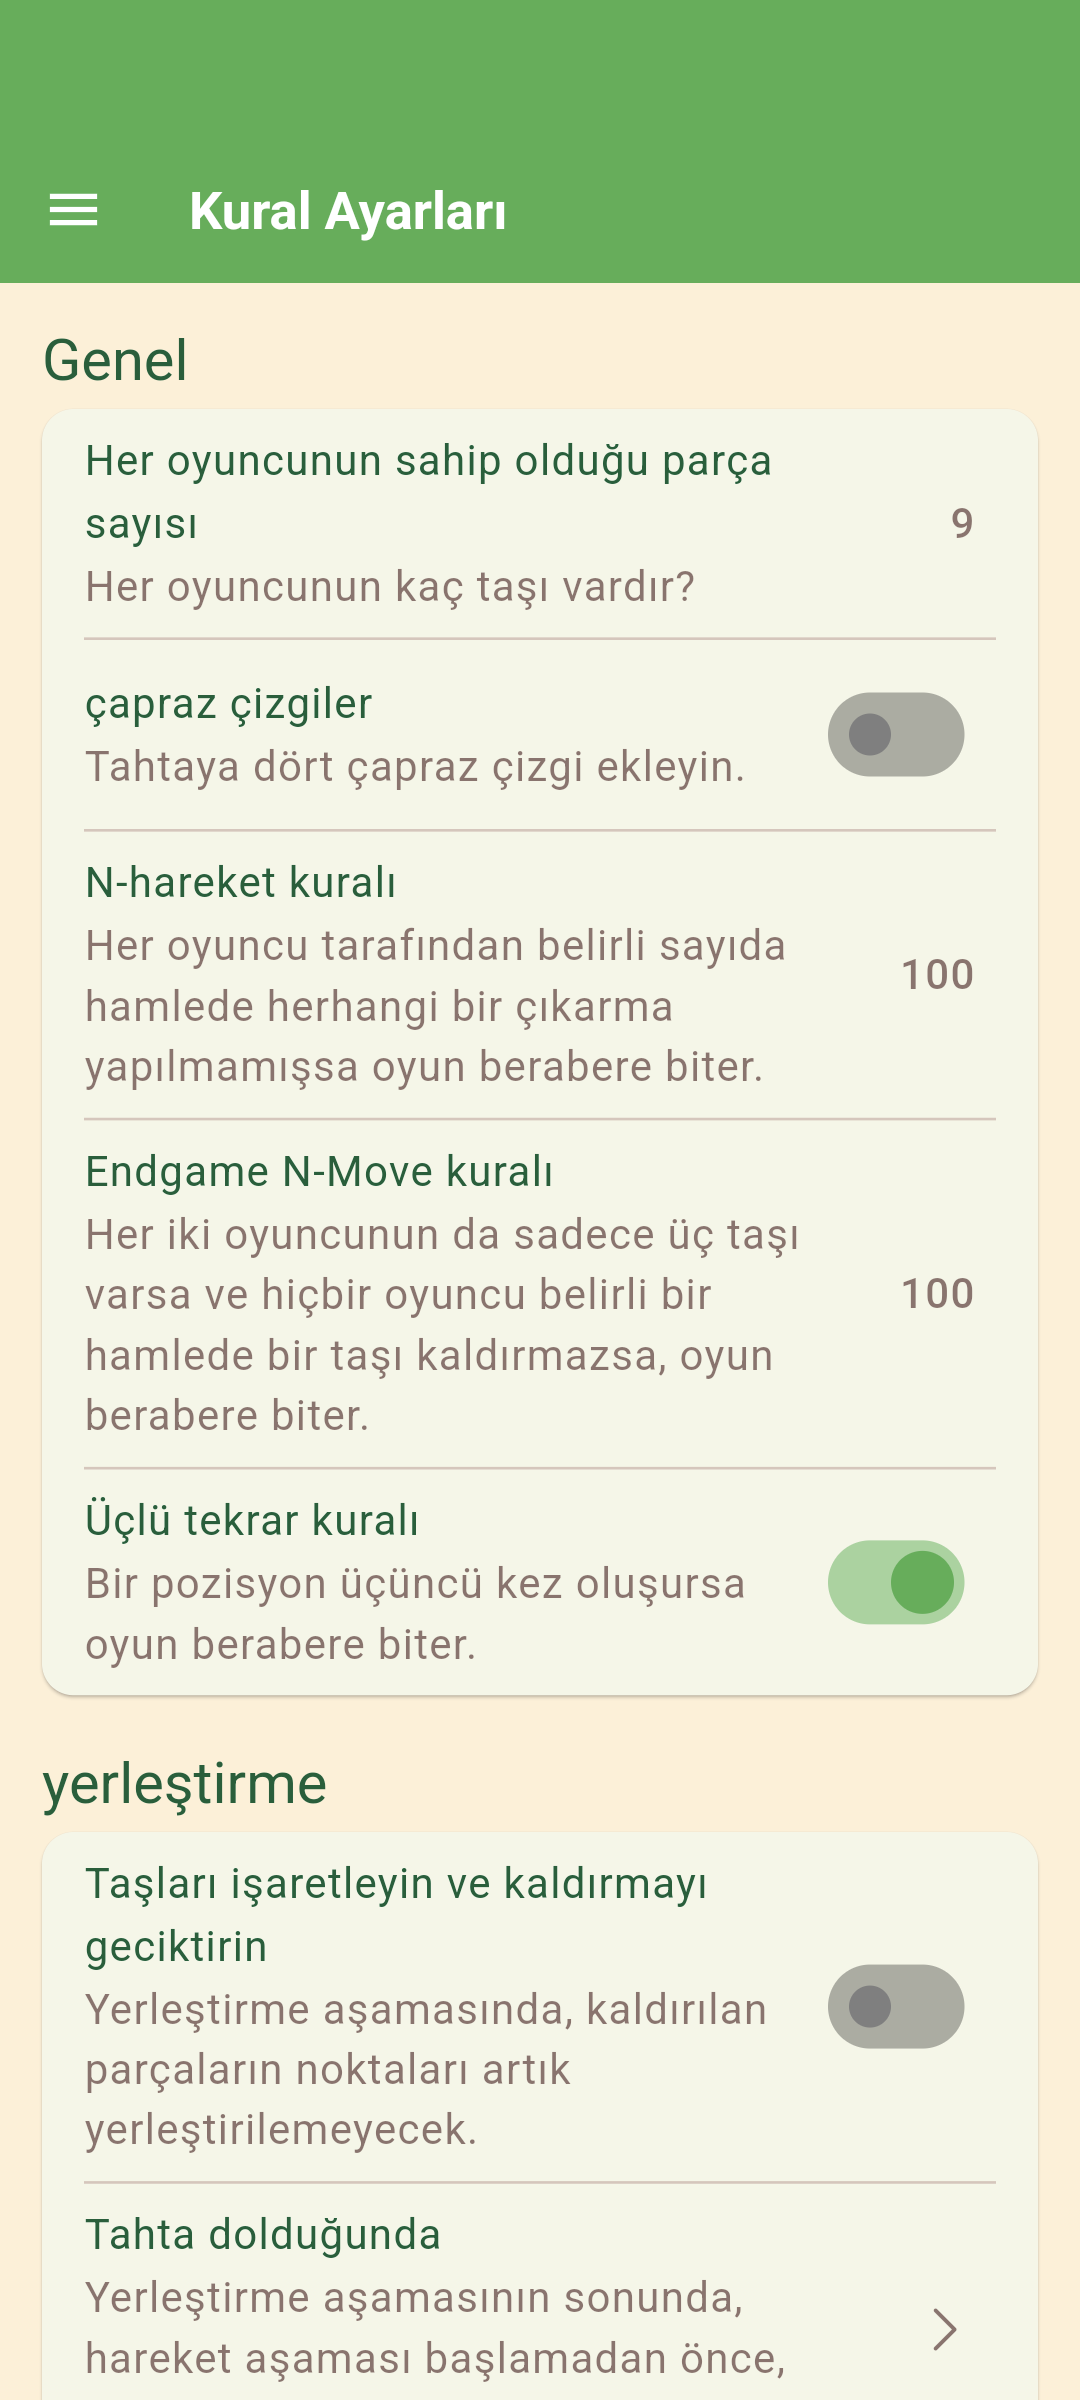 Kural Ayarları
Genel
Her oyuncunun sahip olduğu parça
sayısı
9
Her oyuncunun kaç taşı vardır?
çapraz çizgiler
Tahtaya dört çapraz çizgi ekleyin.
N-hareket kuralı
Her oyuncu tarafından belirli sayıda
hamlede herhangi bir çıkarma
yapılmamışsa oyun berabere biter.
100
Endgame N-Move kuralı
Her iki oyuncunun da sadece üç taşı
varsa ve hiçbir oyuncu belirli bir
hamlede bir taşı kaldırmazsa, oyun
berabere biter.
100
Üçlü tekrar kuralı
Bir pozisyon üçüncü kez oluşursa
oyun berabere biter.
yerleştirme
Taşları işaretleyin ve kaldırmayı
geciktirin
Yerleştirme aşamasında, kaldırılan
parçaların noktaları artık
yerleştirilemeyecek.
Tahta dolduğunda
Yerleştirme aşamasının sonunda,
hareket aşaması başlamadan önce,